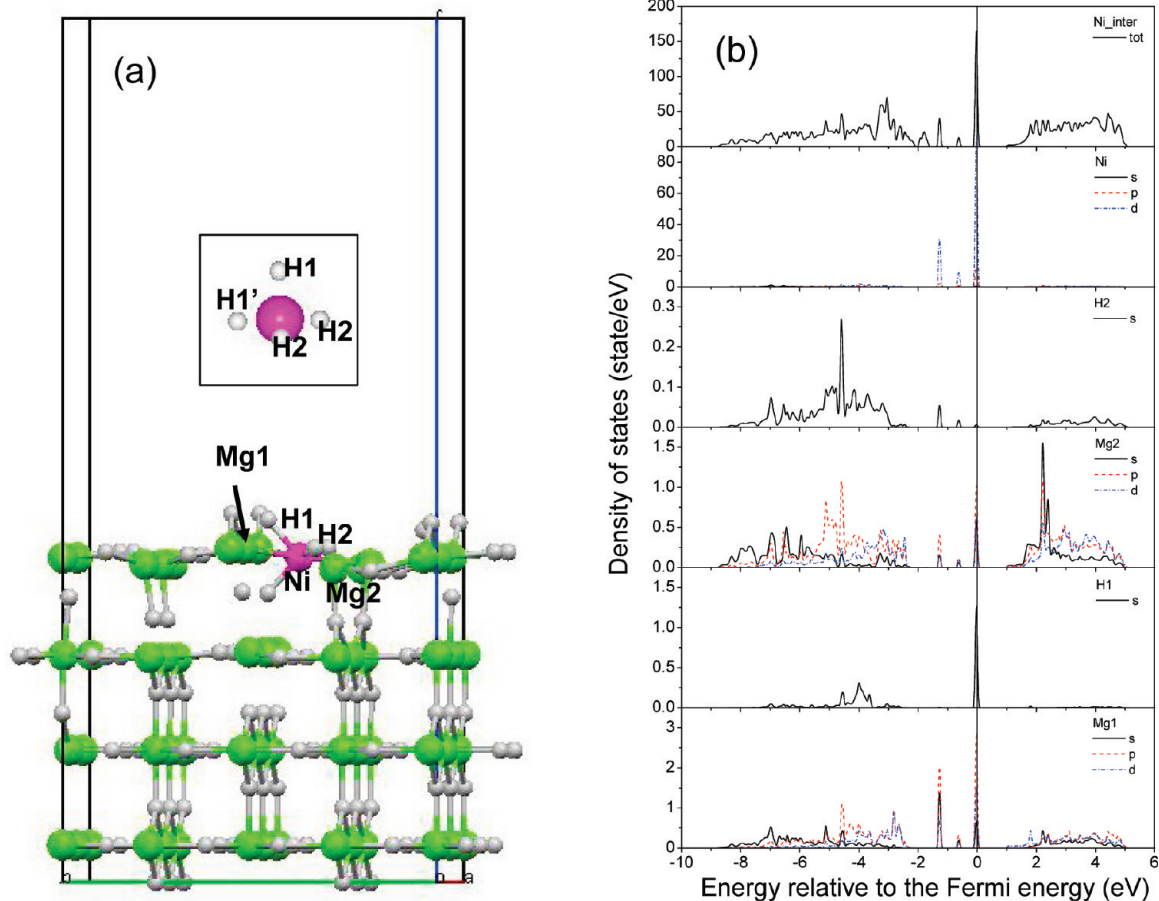 (a)
H1
H1’
H2
H2
Mg1
H1
H2
Ni
Mg2
a
(b)
Density of states (state/eV)
Ni_inter
tot
200
150
100
50
0
Ni
s
p
d
80
60
40
20
0
H2
s
0.3
0.2
0.1
0.0
Mg2
s
p
d
1.5
1.0
0.5
0.0
H1
s
1.5
1.0
0.5
0.0
Mg1
s
p
d
3
2
1
0
-10 -8 -6 -4 -2 0 2 4 6
Energy relative to the Fermi energy (eV)